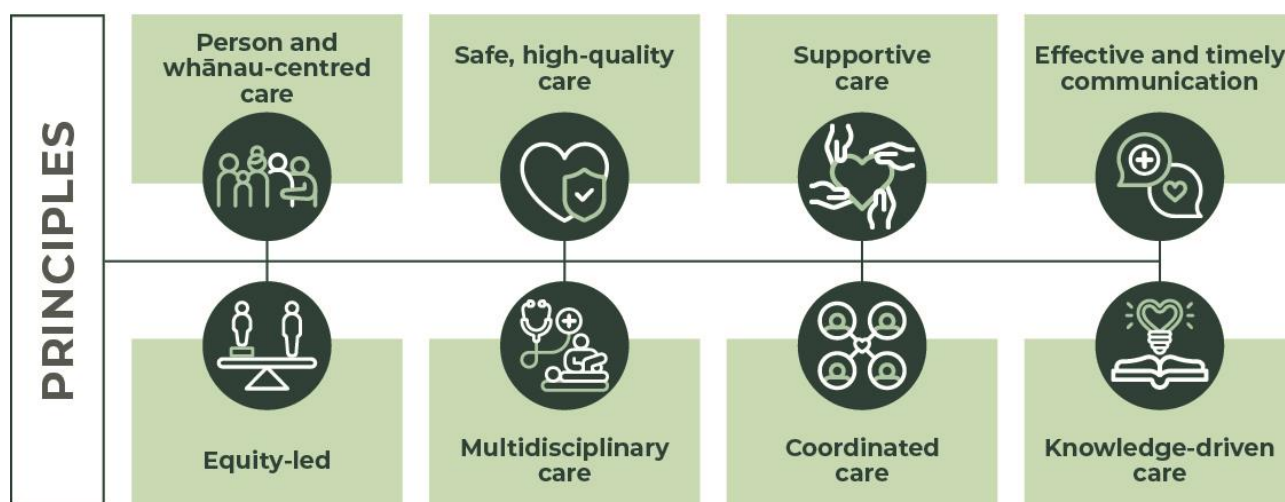 PRINCIPLES
Person and
whānau-centred
care
Safe, high-quality
care
Supportive
care
Effective and timely
communication
Equity-led
Multidisciplinary
care
Coordinated
care
Knowledge-driven
care